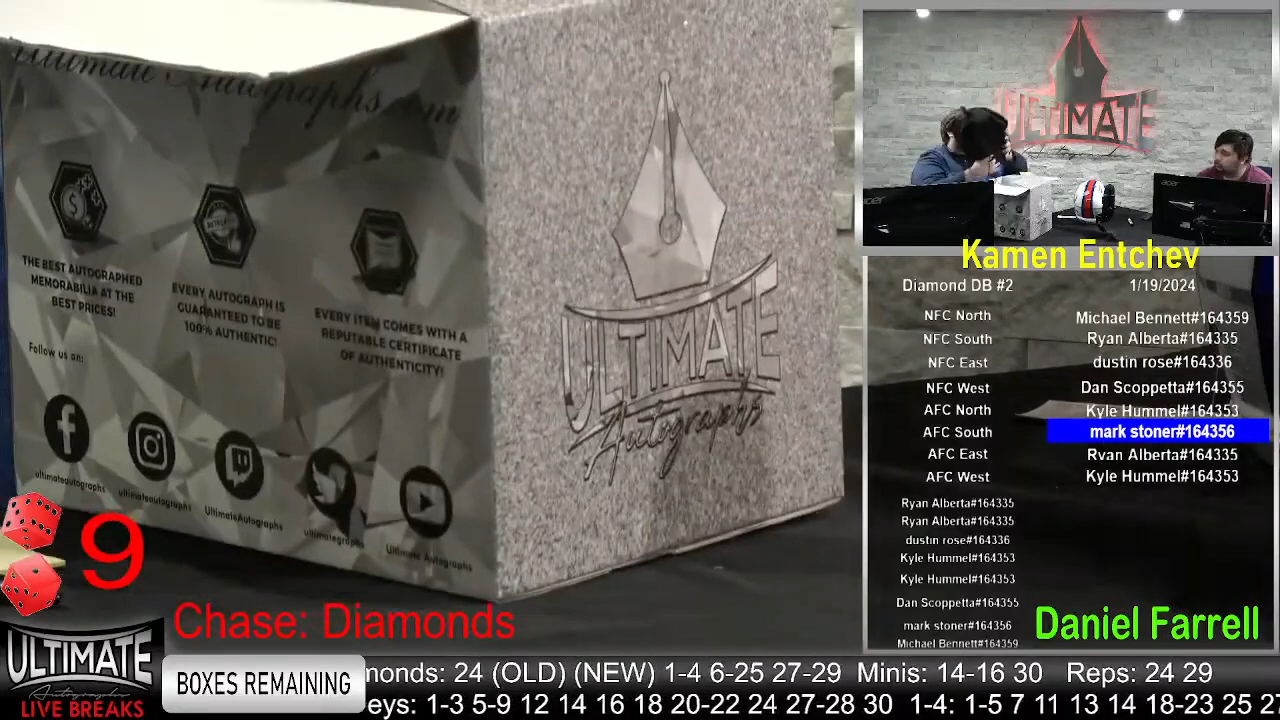 UltimateAutographs.com
THE BEST AUTOGRAPHED
MEMORABILIA AT THE
BEST PRICES!
EVERY AUTOGRAPH IS
GUARANTEED TO BE
100% AUTHENTIC!
EVERY ITEM COMES WITH A
REPUTABLE CERTIFICATE
OF AUTHENTICITY!
Follow us on:
ultimateautographs
ultimateautographs
UltimateAutographs
ultimategraphs
Ultimate Autographs
ULTIMATE
Autographs
ULTIMATE
acer
acer
Kamen Entchev
Diamond DB #2 1/19/2024
NFC North Michael Bennett#164359
NFC South Ryan Alberta#164335
NFC East dustin rose#164336
NFC West Dan Scoppetta#164355
AFC North Kyle Hummel#164353
AFC South mark stoner#164356
AFC East Ryan Alberta#164335
AFC West Kyle Hummel#164353
Ryan Alberta#164335
Ryan Alberta#164335
dustin rose#164336
Kyle Hummel#164353
Kyle Hummel#164353
Dan Scoppetta#164355
mark stoner#164356
Michael Bennett#164359
Daniel Farrell
9
Chase: Diamonds
ULTIMATE
Autographs
LIVE BREAKS
BOXES REMAINING
monds: 24 (OLD) (NEW) 1-4 6-25 27-29 Minis: 14-16 30 Reps: 24 29
eys: 1-3 5-9 12 14 16 18 20-22 24 27-28 30 1-4: 1-5 7 11 13 14 18-23 25 27